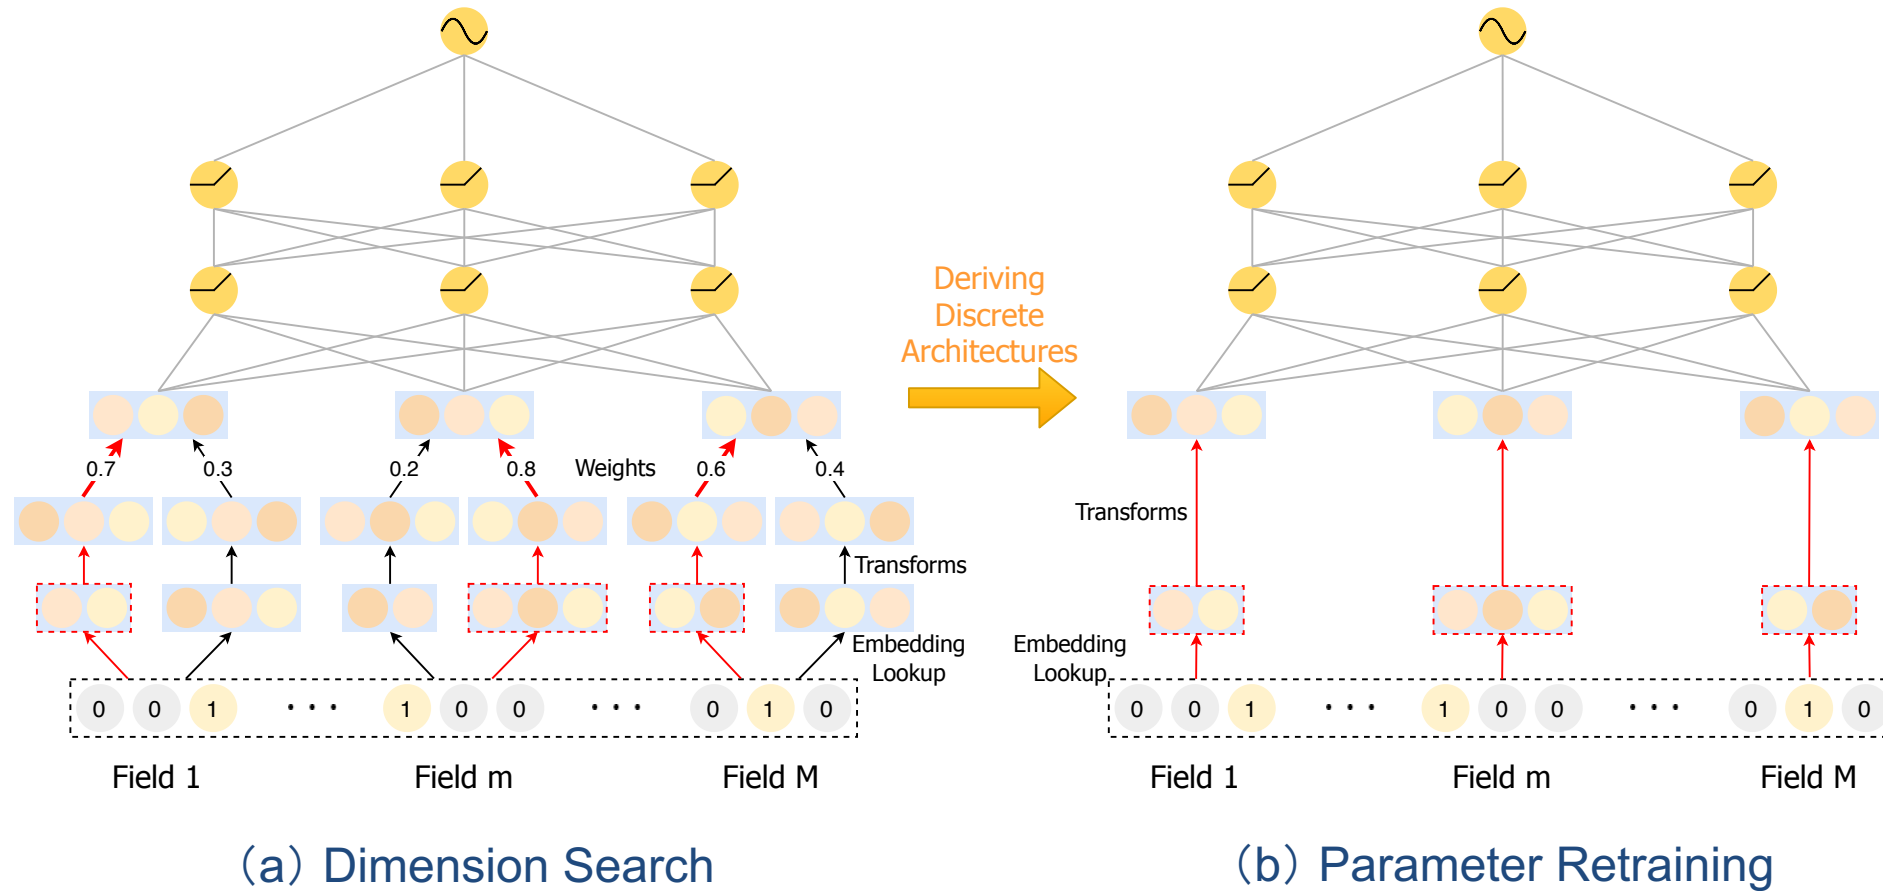 Deriving
Discrete
Architectures
0.7
0.3
0.2
0.8
Weights
0.6
0.4
Transforms
Transforms
Embedding
Lookup
Embedding
Lookup
0 0 1 · · · 1 0 0 · · · 0 1 0
0 0 1 · · · 1 0 0 · · · 0 1 0
Field 1 Field m Field M
Field 1 Field m Field M
(a) Dimension Search
(b) Parameter Retraining